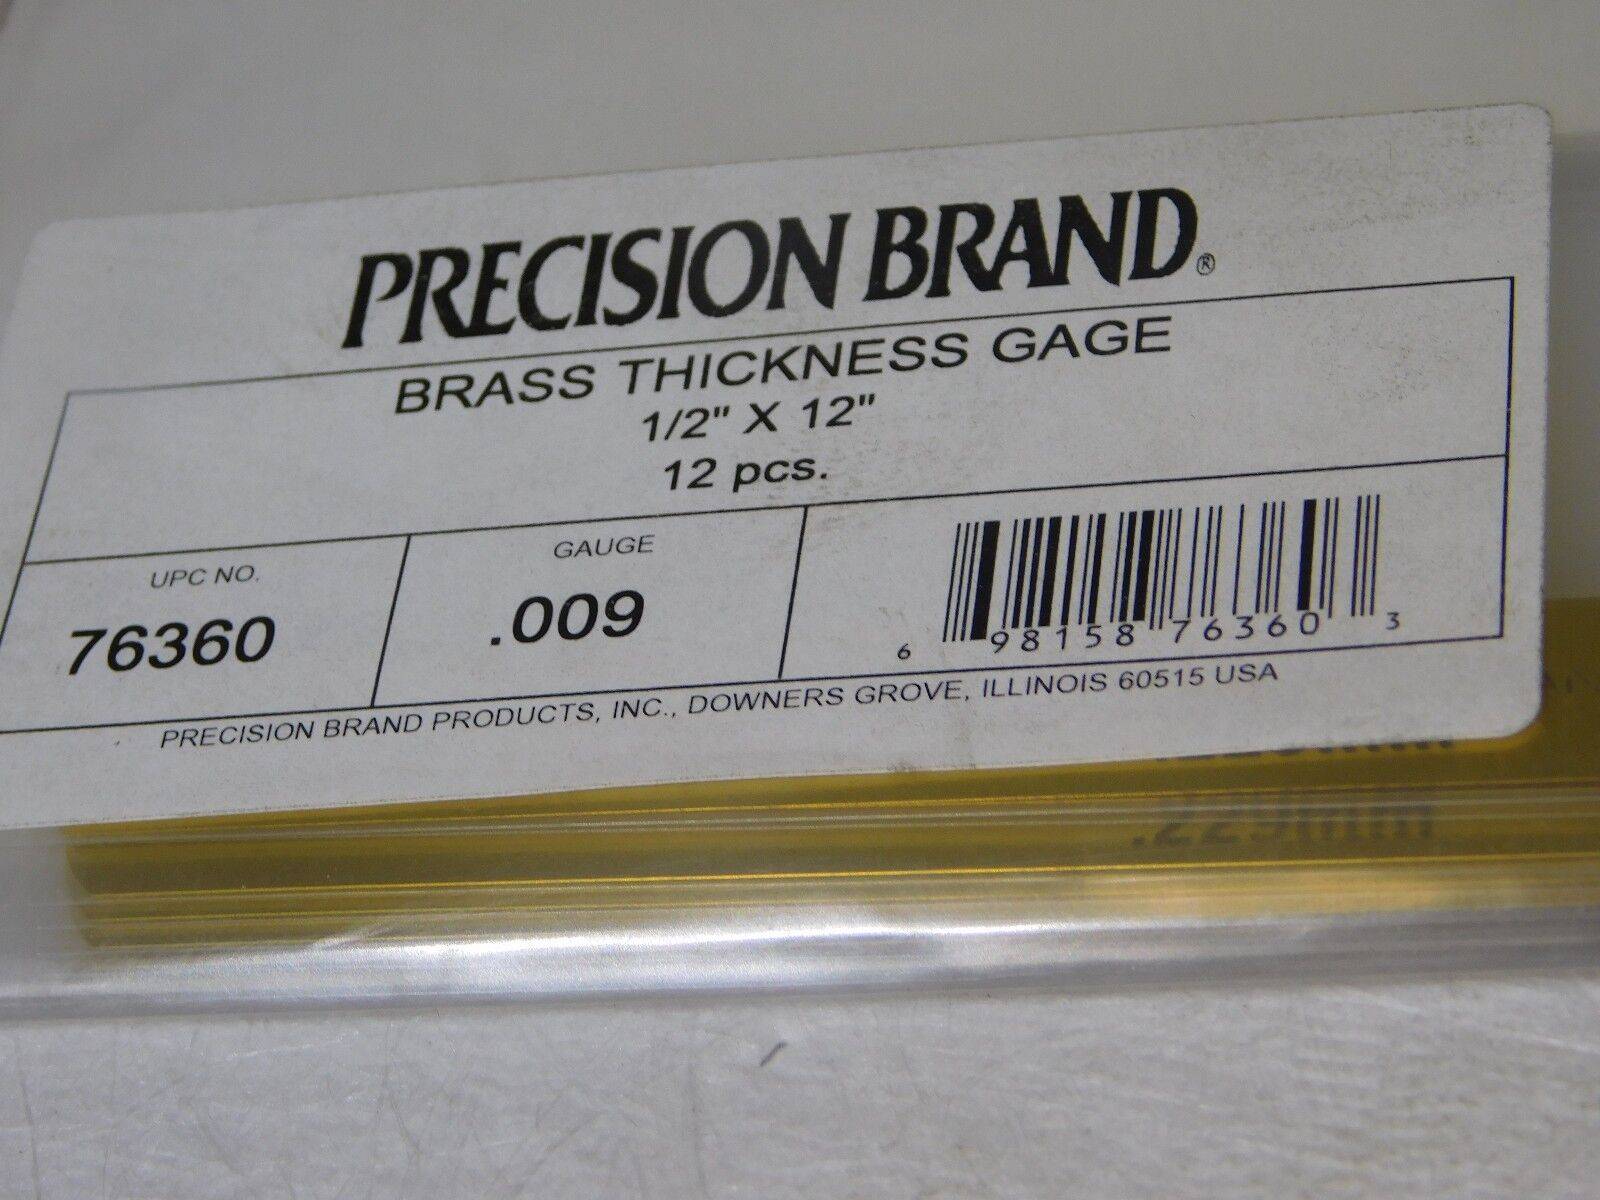 PRECISION BRAND®
BRASS THICKNESS GAGE
1/2" X 12"
12 pcs.
UPC NO.
76360
GAUGE
.009
6 98158 76360 3
PRECISION BRAND PRODUCTS, INC., DOWNERS GROVE, ILLINOIS 60515 USA
.229mm